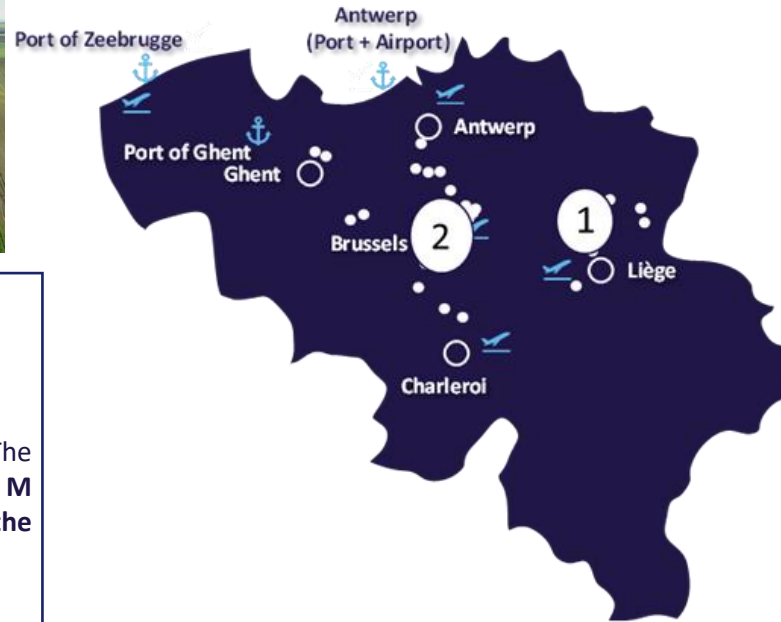 Antwerp
(Port + Airport)
Port of Zeebrugge
Antwerp
Port of Ghent
Ghent
1
2
Brussels
Liège
Charleroi
The
M
the